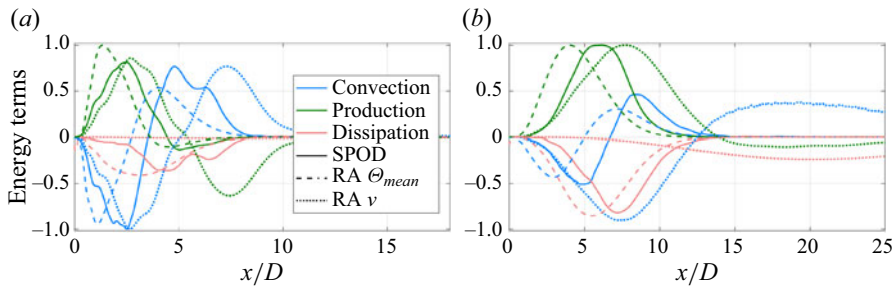 (a)
(b)
1.0
0.5
0
−0.5
−1.0
Energy terms
Convection
Production
Dissipation
SPOD
RA Θmean
RA ν
0 5 10 15
x/D
1.0
0.5
0
−0.5
−1.0
0 5 10 15 20 25
x/D